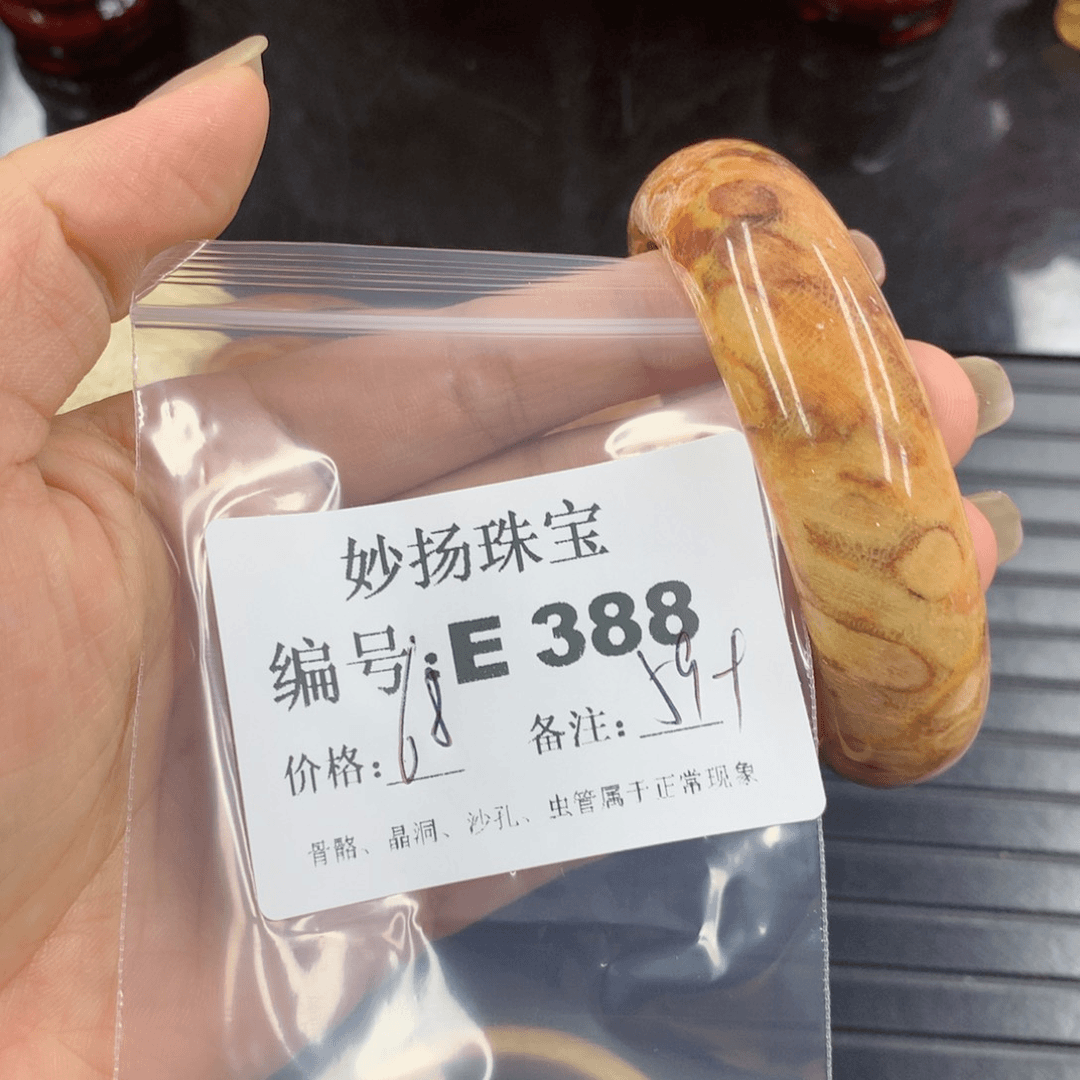 妙扬珠宝
编号:E 388
价格:68 备注:59+
骨骼、晶洞、沙孔、虫管属于正常现象